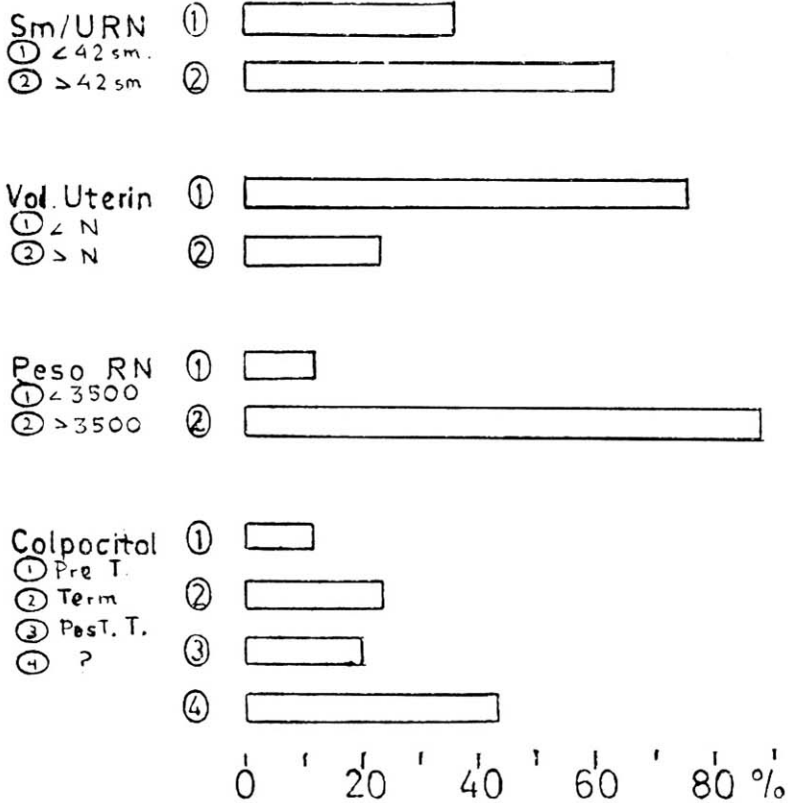 Sm/URN ①
① < 42 sm.
② > 42 sm ②
Vol. Uterin ①
① < N
② > N ②
Peso RN ①
① < 3500
② > 3500 ②
Colpocitol ①
① Pre T.
② Term ②
③ PosT. T. ③
④ ?
④
0 20 40 60 80 %